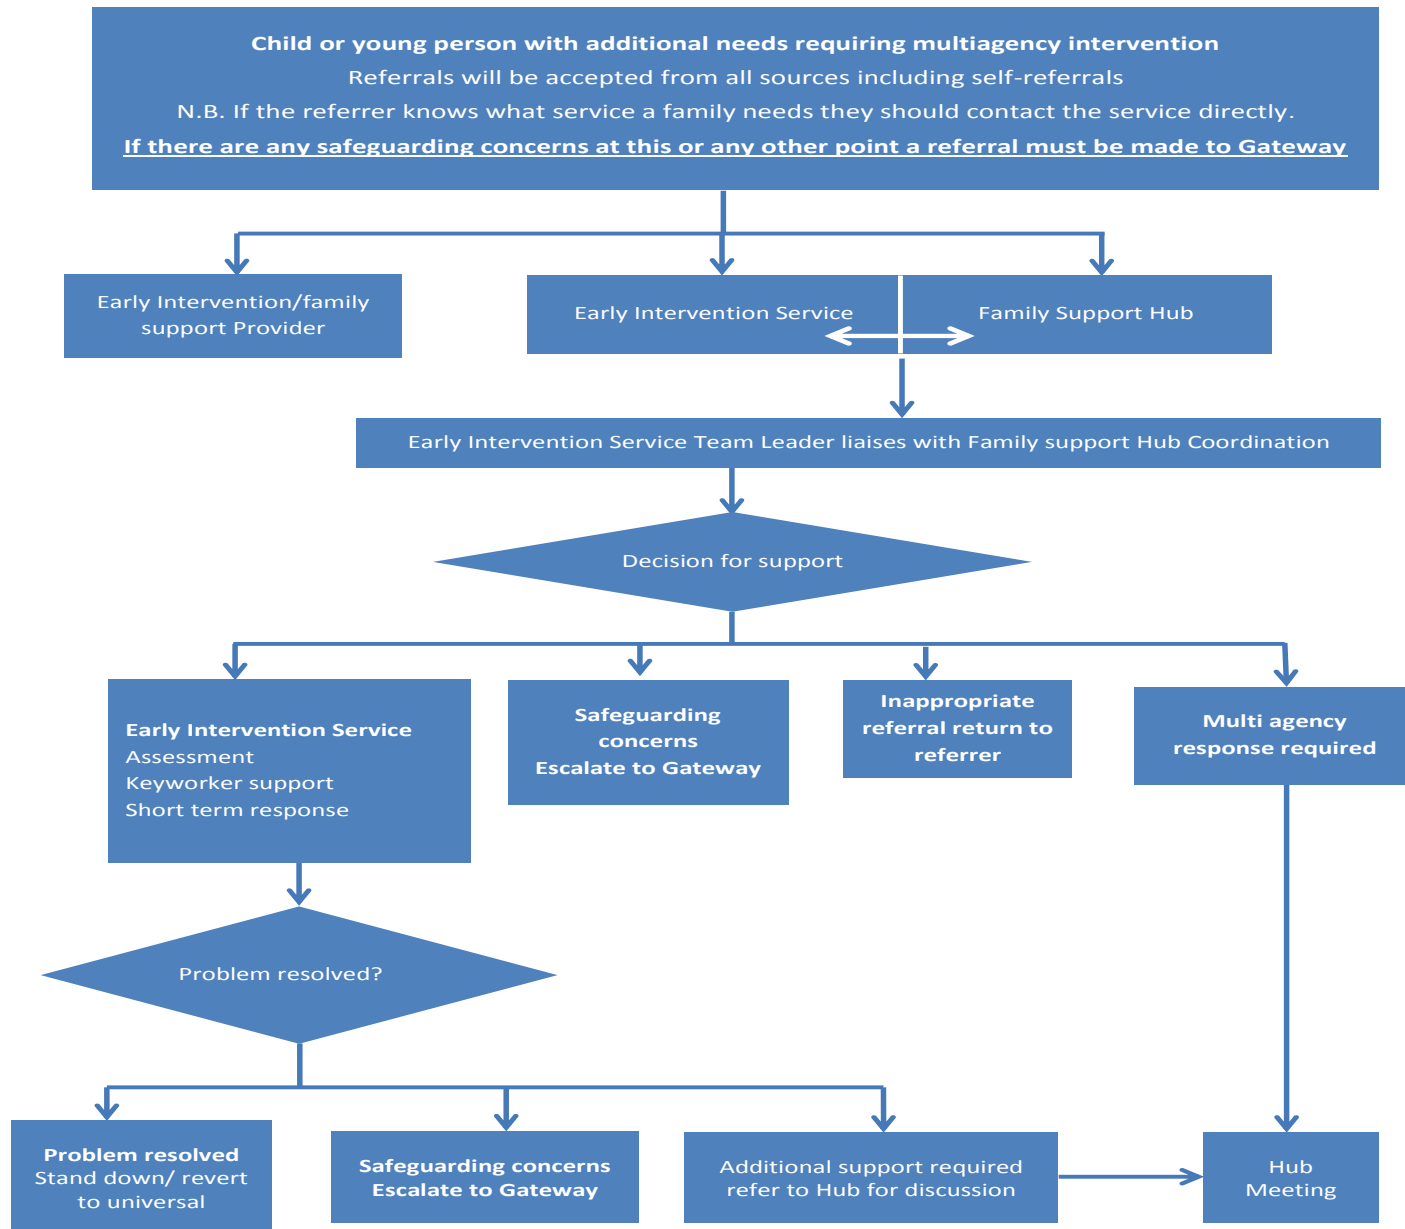 Child or young person with additional needs requiring multiagency intervention
Referrals will be accepted from all sources including self-referrals
N.B. If the referrer knows what service a family needs they should contact the service directly.
If there are any safeguarding concerns at this or any other point a referral must be made to Gateway
Early Intervention/family
support Provider
Early Intervention Service
Family Support Hub
Early Intervention Service Team Leader liaises with Family support Hub Coordination
Decision for support
Early Intervention Service
Assessment
Keyworker support
Short term response
Safeguarding
concerns
Escalate to Gateway
Inappropriate
referral return to
referrer
Multi agency
response required
Problem resolved?
Problem resolved
Stand down/ revert
to universal
Safeguarding concerns
Escalate to Gateway
Additional support required
refer to Hub for discussion
Hub
Meeting